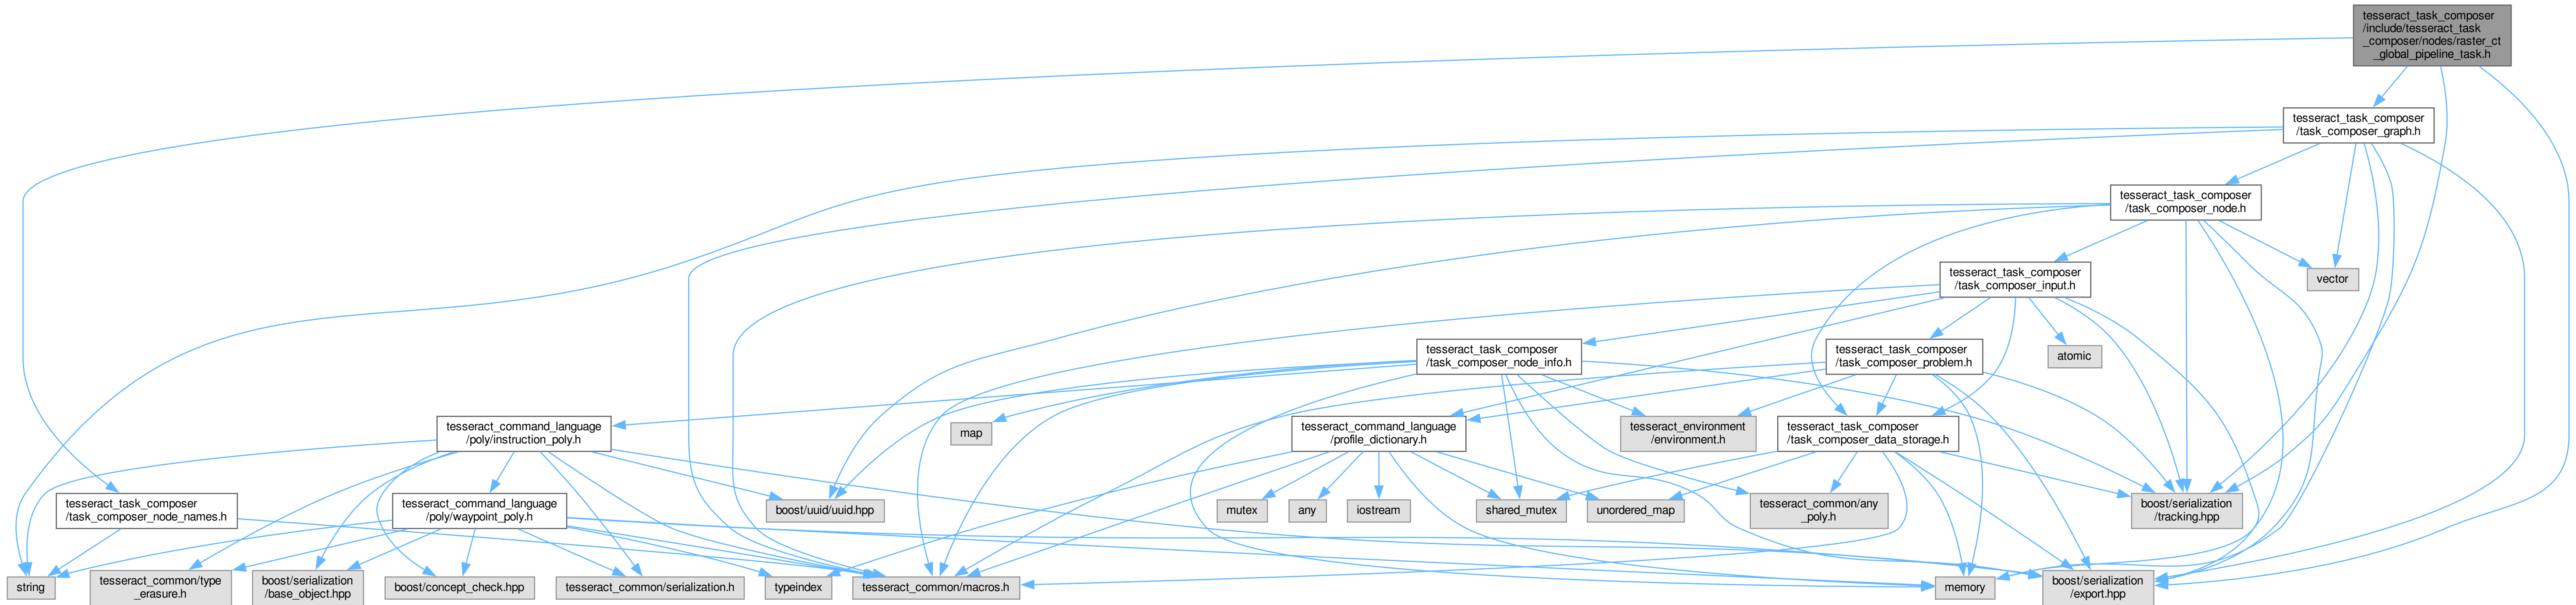 tesseract_task_composer
/include/tesseract_task
_composer/nodes/raster_ct
_global_pipeline_task.h
tesseract_task_composer
/task_composer_graph.h
tesseract_task_composer
/task_composer_node.h
tesseract_task_composer
/task_composer_input.h
vector
tesseract_task_composer
/task_composer_node_info.h
tesseract_task_composer
/task_composer_problem.h
atomic
tesseract_command_language
/poly/instruction_poly.h
map
tesseract_command_language
/profile_dictionary.h
tesseract_environment
/environment.h
tesseract_task_composer
/task_composer_data_storage.h
tesseract_task_composer
/task_composer_node_names.h
tesseract_command_language
/poly/waypoint_poly.h
boost/uuid/uuid.hpp
mutex
any
iostream
shared_mutex
unordered_map
tesseract_common/any
_poly.h
boost/serialization
/tracking.hpp
string
tesseract_common/type
_erasure.h
boost/serialization
/base_object.hpp
boost/concept_check.hpp
tesseract_common/serialization.h
typeindex
tesseract_common/macros.h
memory
boost/serialization
/export.hpp